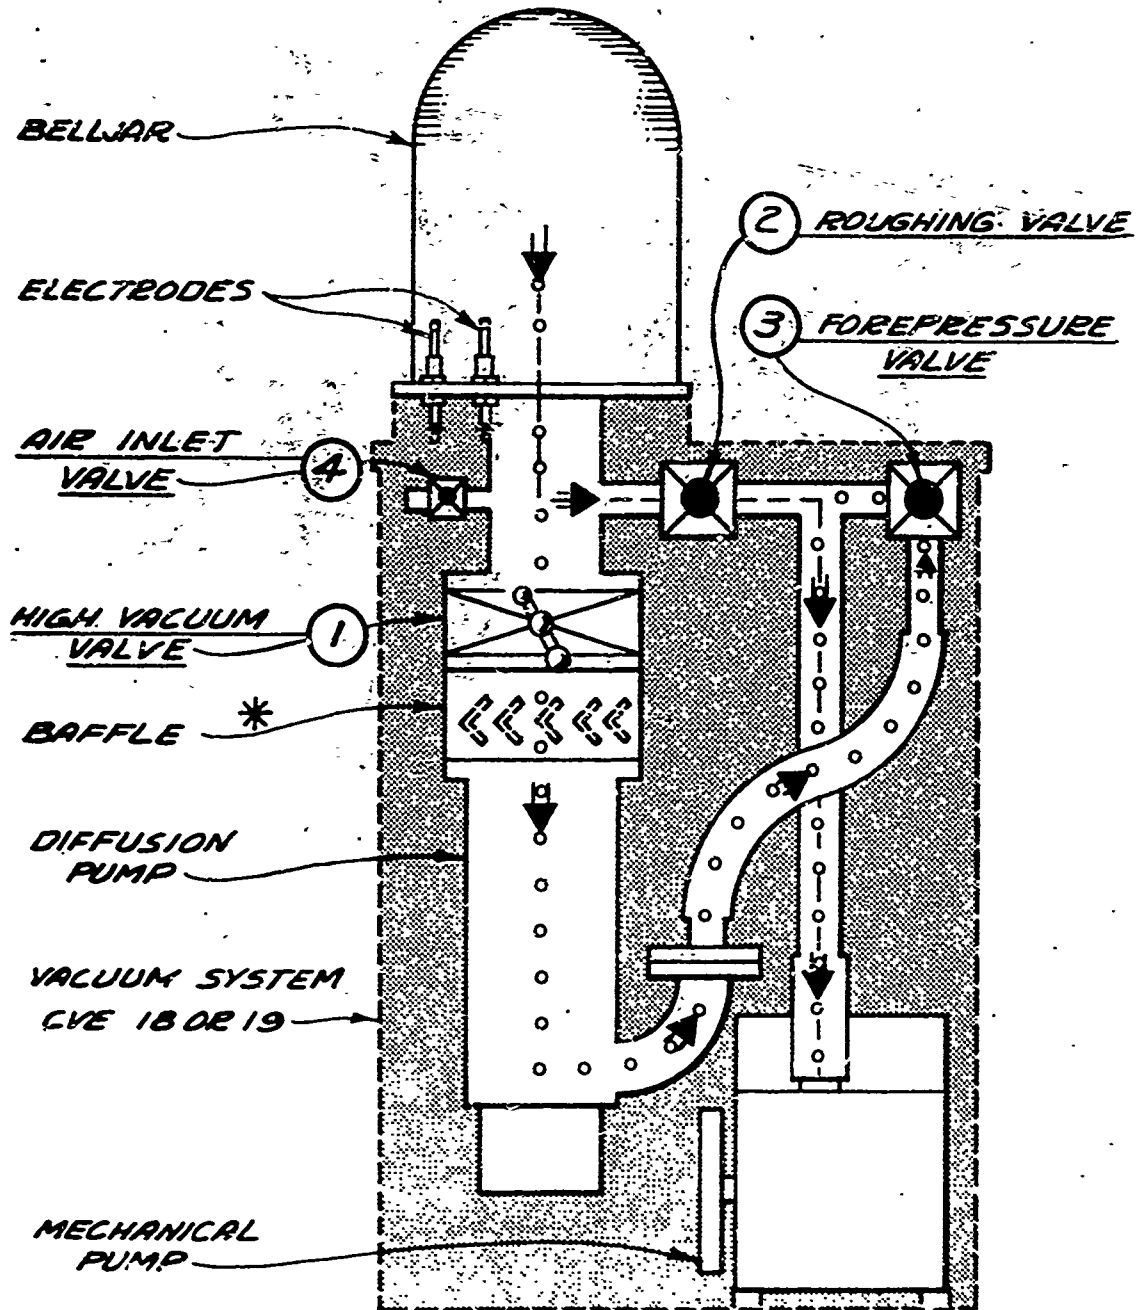 BELLJAR
② ROUGHING VALVE
ELECTRODES
③ FOREPRESSURE
VALVE
AIR INLET
VALVE ④
HIGH VACUUM
VALVE ①
BAFFLE *
DIFFUSION
PUMP
VACUUM SYSTEM
CVE 18 OR 19
MECHANICAL
PUMP